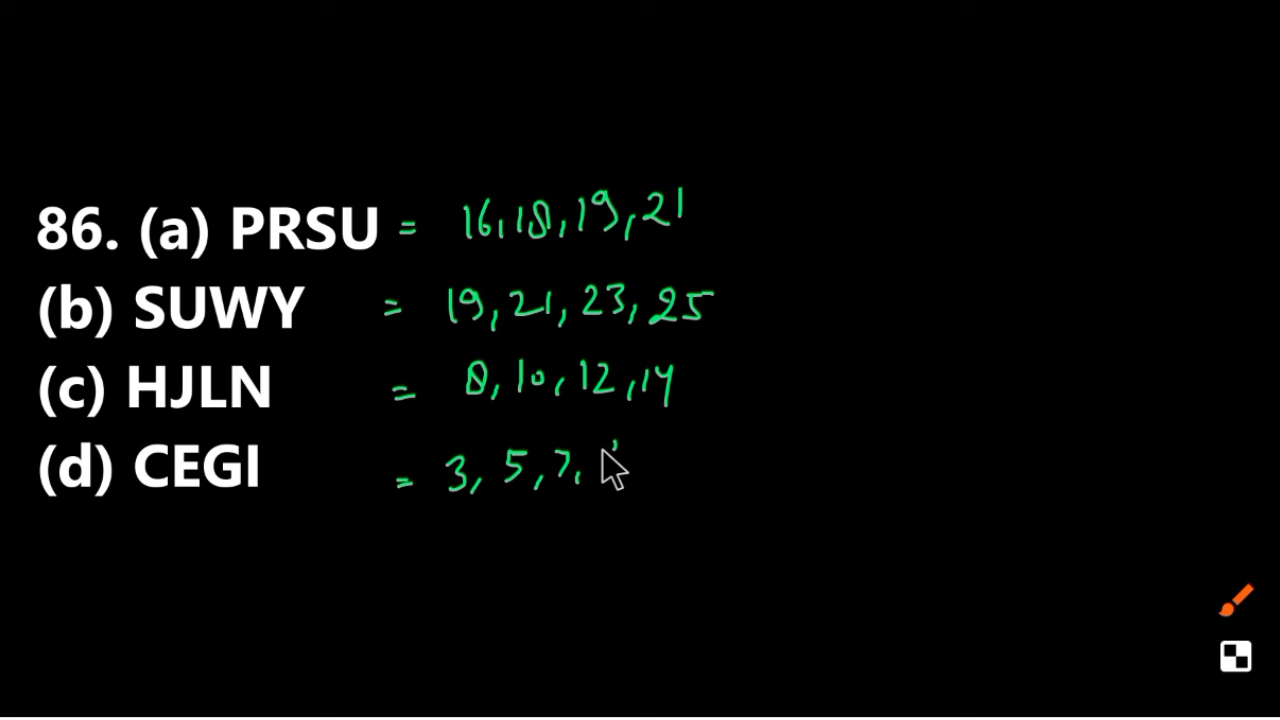 86. (a) PRSU = 16, 18, 19, 21
(b) SUWY = 19, 21, 23, 25
(c) HJLN = 8, 10, 12, 14
(d) CEGI = 3, 5, 7,